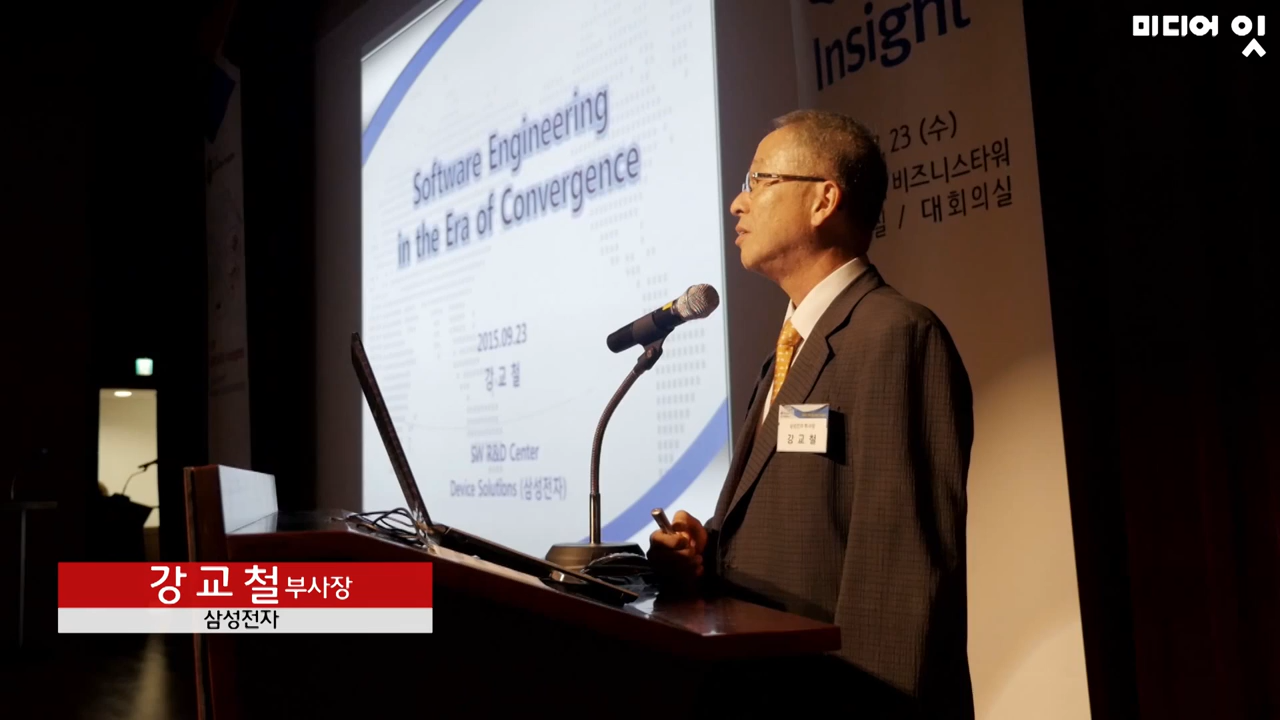 미디어 잇
Insight
23 (수)
비즈니스타워
/ 대회의실
Software Engineering
in the Era of Convergence
2015.09.23
강 교 철
SW R&D Center
Device Solutions (삼성전자)
강 교 철
강 교 철 부사장
삼성전자